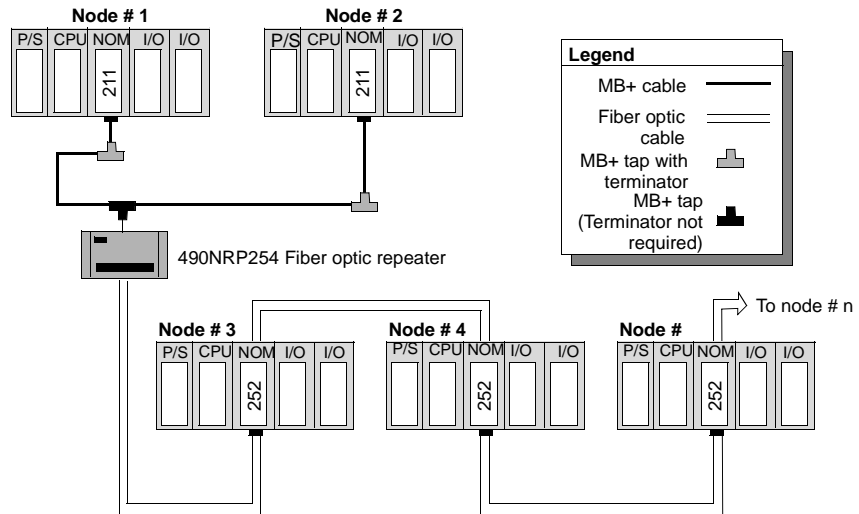 Node # 1
P/S CPU NOM I/O I/O
211
Node # 2
P/S CPU NOM I/O I/O
211
Legend
MB+ cable
Fiber optic
cable
MB+ tap with
terminator
MB+ tap
(Terminator not
required)
490NRP254 Fiber optic repeater
To node # n
Node # 3
P/S CPU NOM I/O I/O
252
Node # 4
P/S CPU NOM I/O I/O
252
Node #
P/S CPU NOM I/O I/O
252